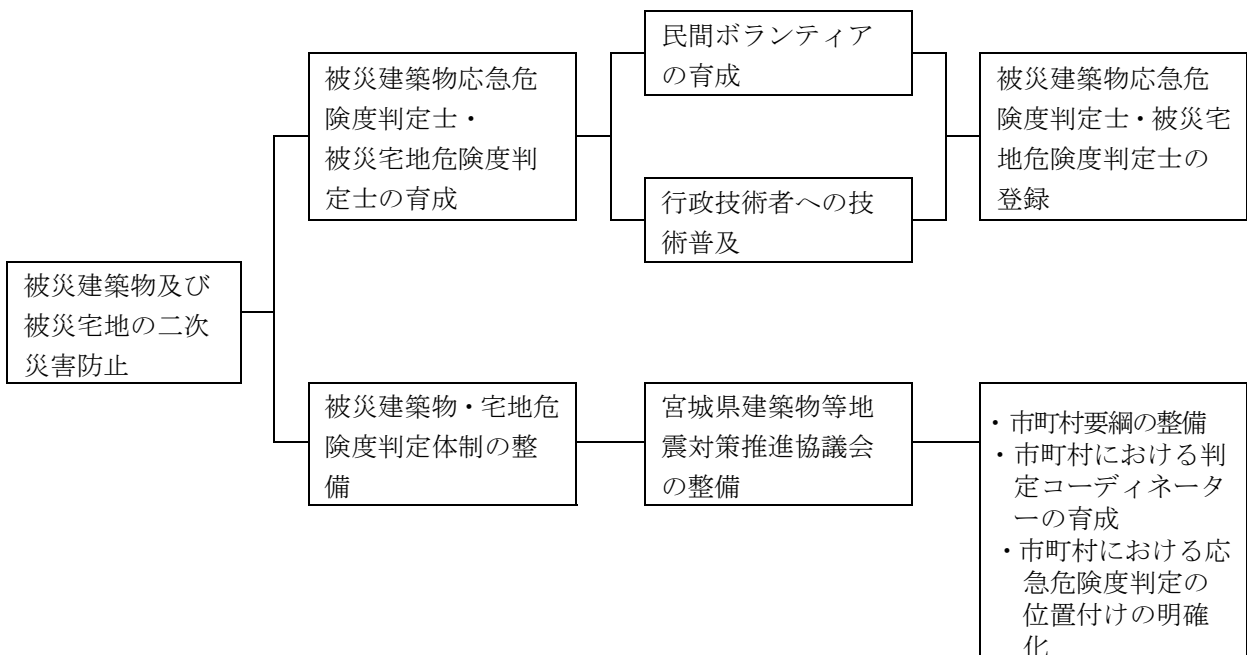 民間ボランティア
の育成
被災建築物応急危
険度判定士・
被災宅地危険度判
定士の育成
行政技術者への技
術普及
被災建築物応急危
険度判定士・被災宅
地危険度判定士の
登録
被災建築物及び
被災宅地の二次
災害防止
被災建築物・宅地危
険度判定体制の整
備
宮城県建築物等地
震対策推進協議会
の整備
・市町村要綱の整備
・市町村における判
定コーディネータ
ーの育成
・市町村における応
急危険度判定の
位置付けの明確
化